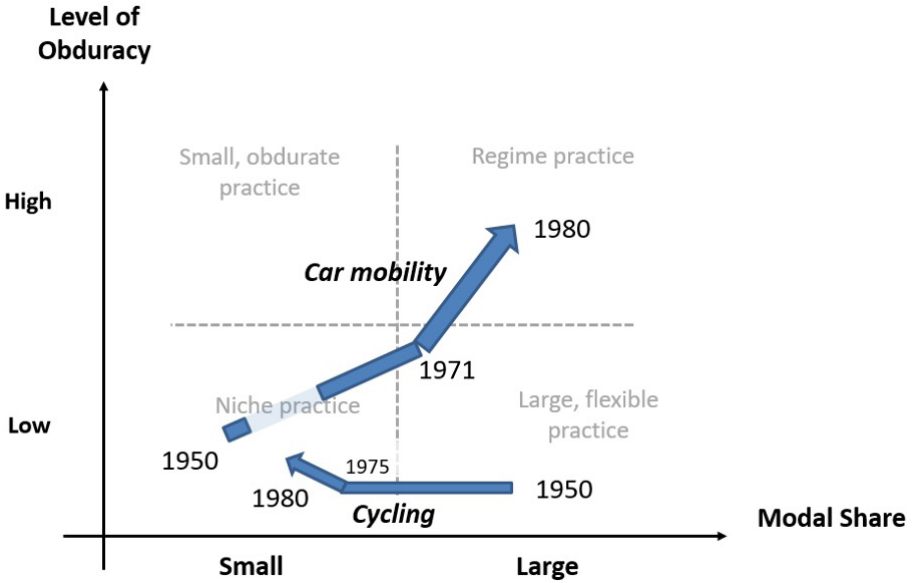 Level of
Obduracy
Small, obdurate
practice
Regime practice
High
1980
Car mobility
1971
Niche practice
Large, flexible
practice
Low
1950
1975
1980
1950
Cycling
Modal Share
Small
Large